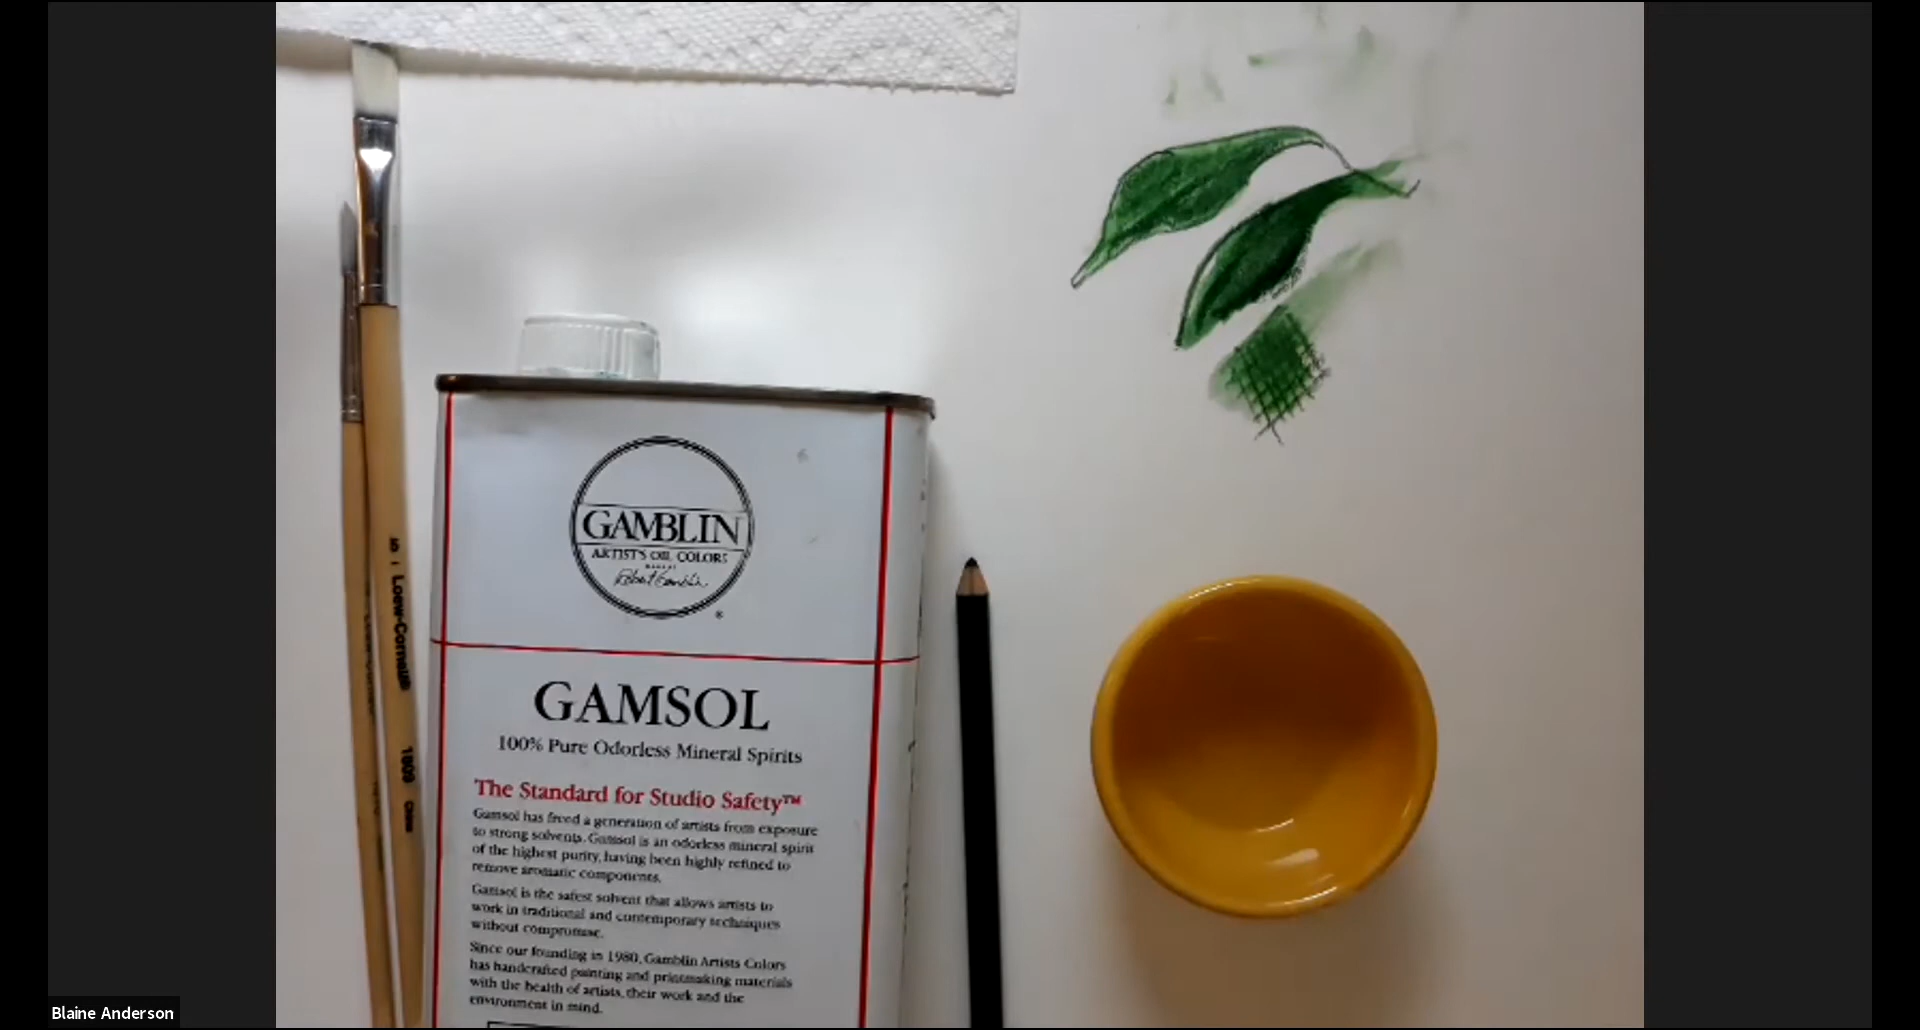 GAMBLIN
ARTIST'S OIL COLORS
Robert Gamblin
®
GAMSOL
100% Pure Odorless Mineral Spirits
The Standard for Studio Safety™
Gamsol has freed a generation of artists from exposure
to strong solvents. Gamsol is an odorless mineral spirit
of the highest purity, having been highly refined to
remove aromatic components.
Gamsol is the safest solvent that allows artists to
work in traditional and contemporary techniques
without compromise.
Since our founding in 1980, Gamblin Artists Colors
has handcrafted painting and printmaking materials
with the health of artists, their work and the
environment in mind.
5 Loew-Cornell 1809 China
Blaine Anderson